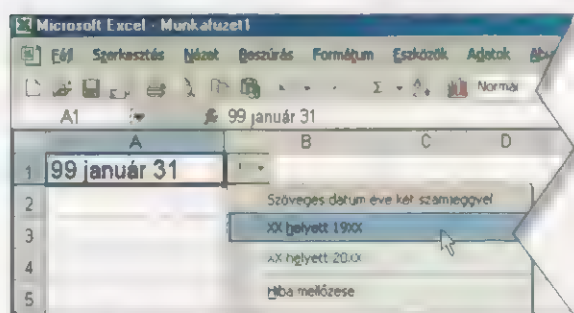 Microsoft Excel - Munkafüzet1
Fájl Szerkesztés Nézet Beszúrás Formátum Eszközök Adatok
Normál
A1 fx 99 január 31
A B C D
1 99 január 31
2 Szöveges dátum éve két számjeggyel
3 XX helyett 19XX
4 XX helyett 20XX
5 Hiba mellőzése